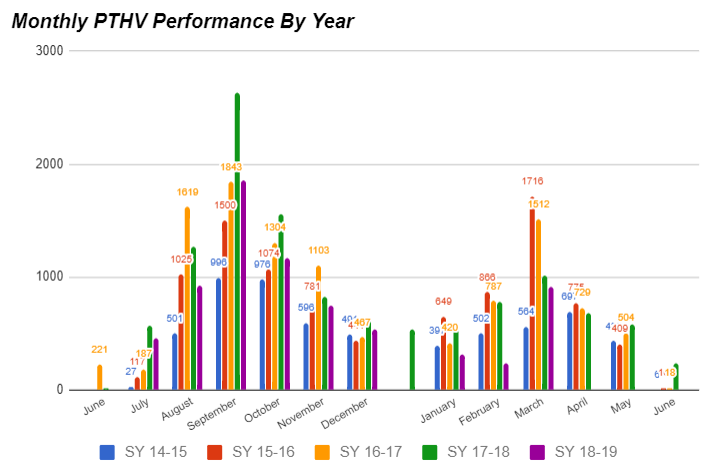 Monthly PTHV Performance By Year
3000
2000
1000
0
221
27
117
187
501
1025
1619
996
1500
1843
976
1074
1304
596
781
1103
467
649
420
502
866
787
564
1716
1512
775
729
409
504
118
June
July
August
September
October
November
December
January
February
March
April
May
June
SY 14-15
SY 15-16
SY 16-17
SY 17-18
SY 18-19